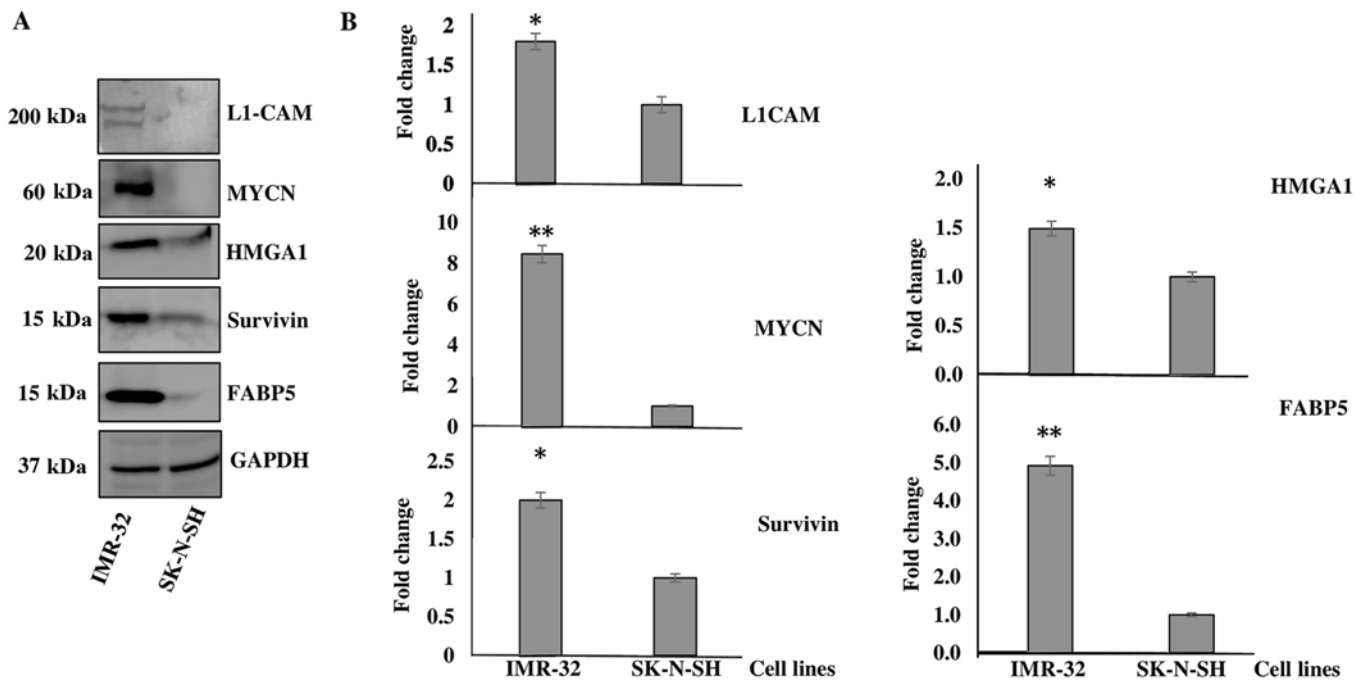 A
200 kDa
L1-CAM
60 kDa
MYCN
20 kDa
HMGA1
15 kDa
Survivin
15 kDa
FABP5
37 kDa
GAPDH
IMR-32
SK-N-SH
B
Fold change
2
1.5
1
0.5
0
*
L1CAM
Fold change
10
8
6
4
2
0
**
MYCN
Fold change
2.5
2
1.5
1
0.5
0
*
Survivin
IMR-32 SK-N-SH Cell lines
Fold change
2.0
1.5
1.0
0.5
0.0
*
HMGA1
Fold change
6.0
5.0
4.0
3.0
2.0
1.0
0.0
**
FABP5
IMR-32 SK-N-SH Cell lines